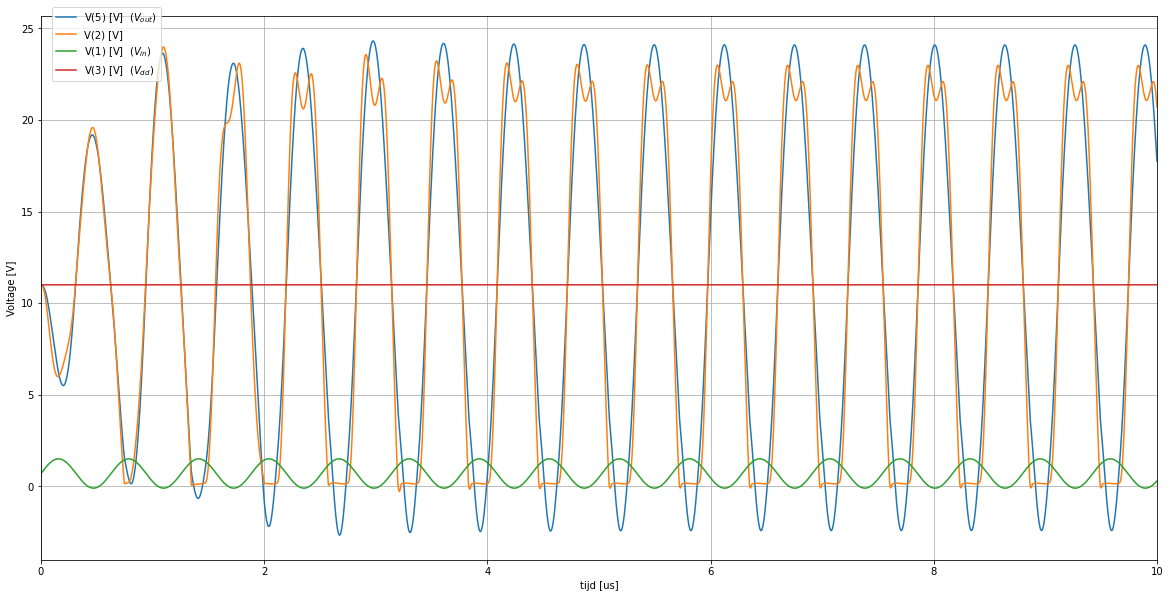 V(5) [V] (V_out)
V(2) [V]
V(1) [V] (V_in)
V(3) [V] (V_dd)
25
20
15
10
5
0
Voltage [V]
0 2 4 6 8 10
tijd [us]